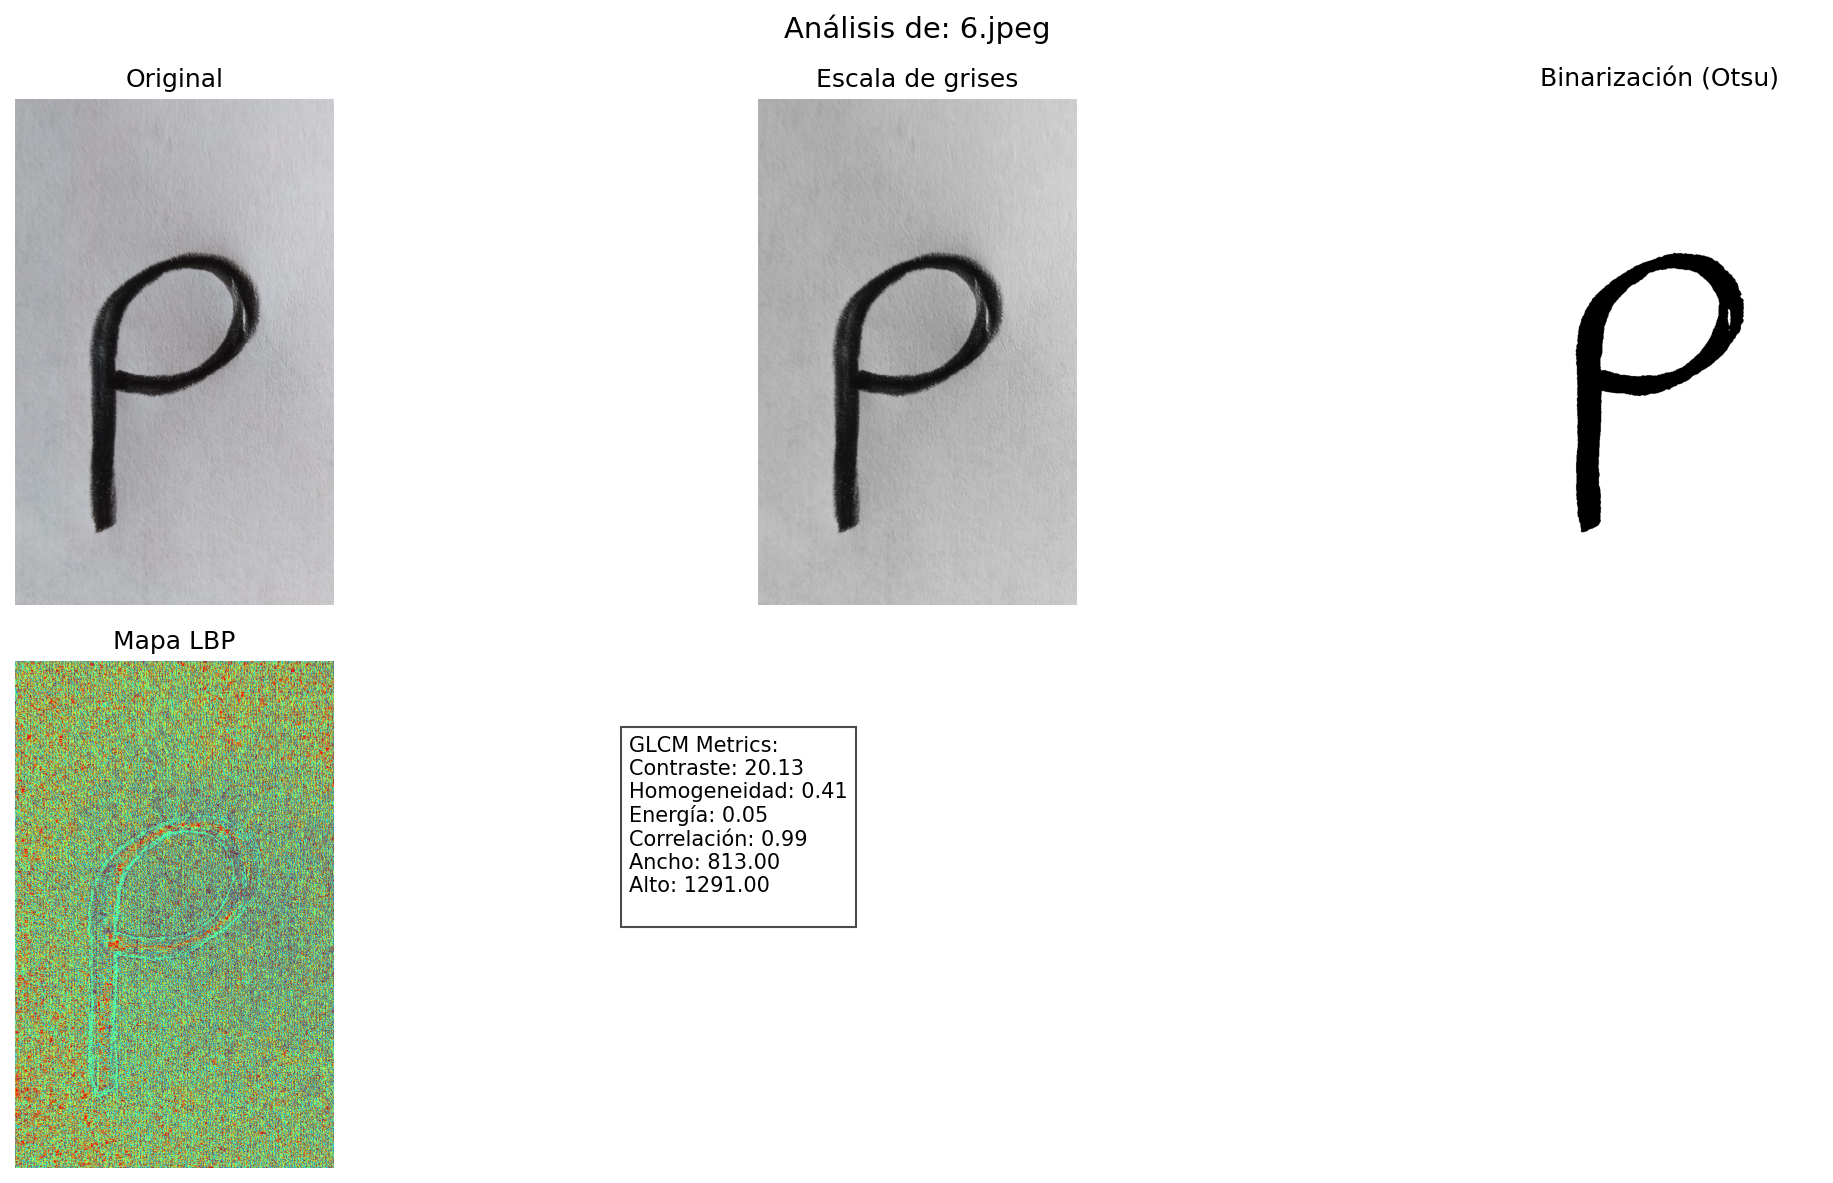 Análisis de: 6.jpeg
Original
Escala de grises
Binarización (Otsu)
P
P
P
Mapa LBP
P
GLCM Metrics:
Contraste: 20.13
Homogeneidad: 0.41
Energía: 0.05
Correlación: 0.99
Ancho: 813.00
Alto: 1291.00